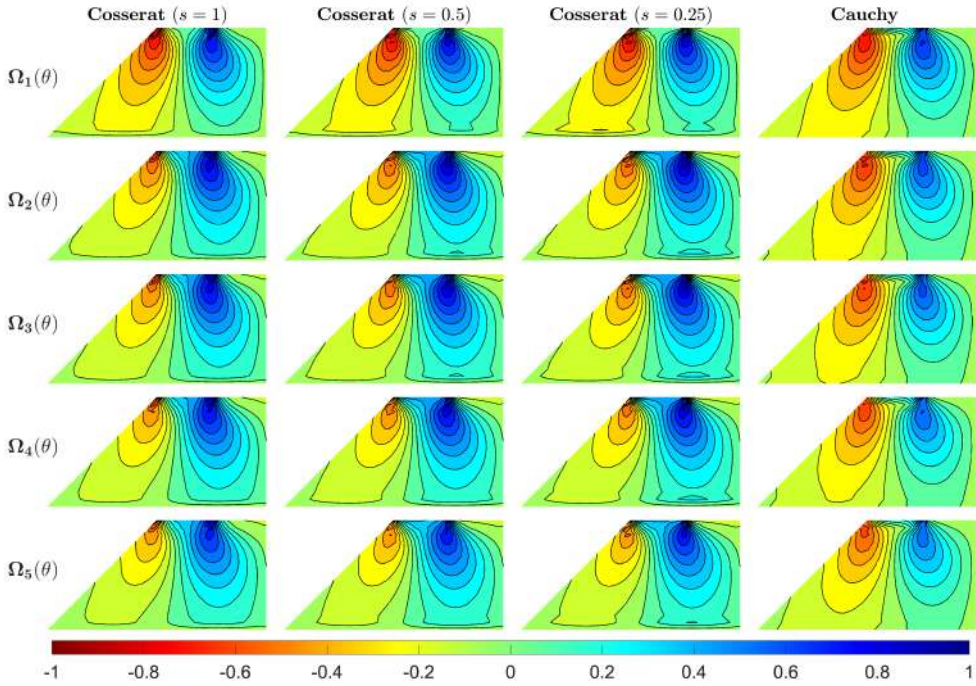 Cosserat (s = 1) Cosserat (s = 0.5) Cosserat (s = 0.25) Cauchy
Ω₁(θ)
Ω₂(θ)
Ω₃(θ)
Ω₄(θ)
Ω₅(θ)
-1 -0.8 -0.6 -0.4 -0.2 0 0.2 0.4 0.6 0.8 1